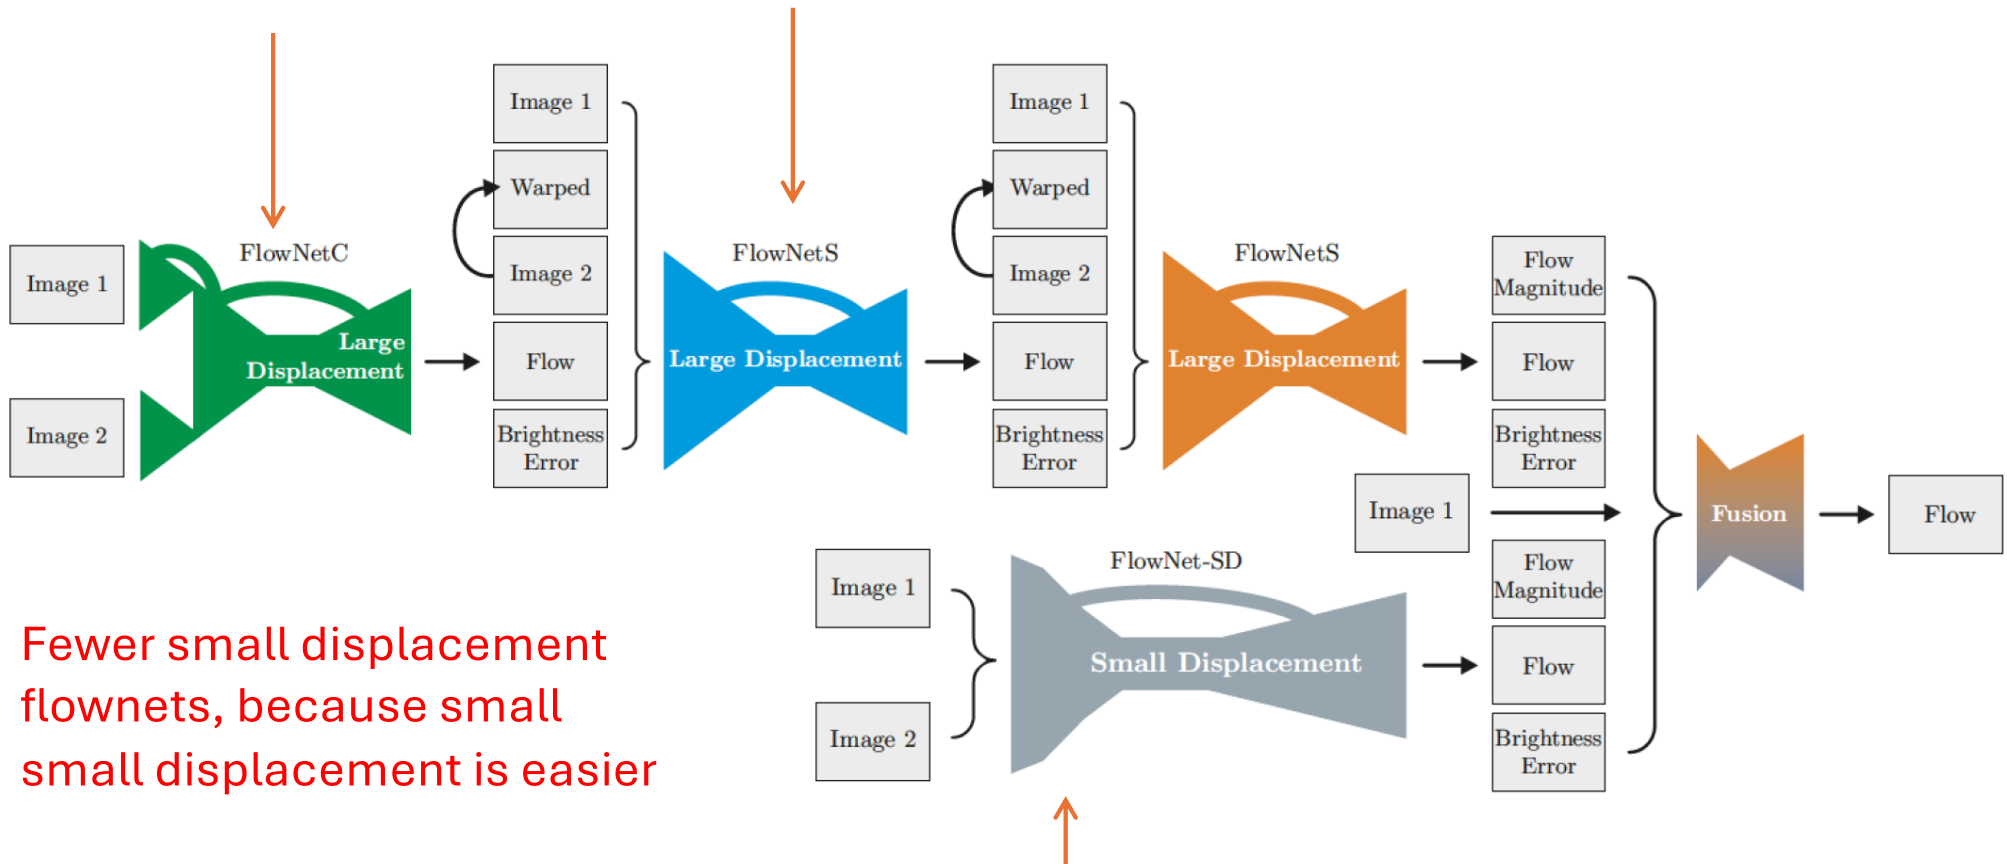 Image 1
Image 2
FlowNetC
Large
Displacement
Image 1
Warped
Image 2
Flow
Brightness
Error
FlowNetS
Large Displacement
Image 1
Warped
Image 2
Flow
Brightness
Error
FlowNetS
Large Displacement
Flow
Magnitude
Flow
Brightness
Error
Image 1
Image 1
Image 2
FlowNet-SD
Small Displacement
Flow
Magnitude
Flow
Brightness
Error
Fusion
Flow
Fewer small displacement
flownets, because small
small displacement is easier